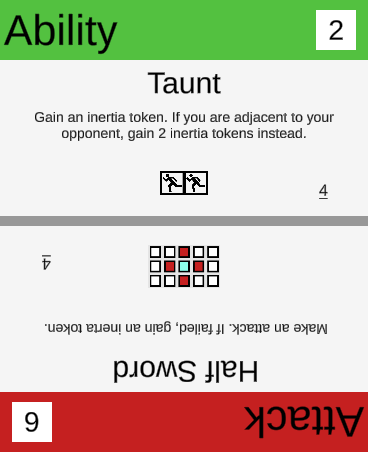 Ability 2
Taunt
Gain an inertia token. If you are adjacent to your
opponent, gain 2 inertia tokens instead.
4
Attack 6
Half Sword
Make an attack. If failed, gain an inertia token.
4